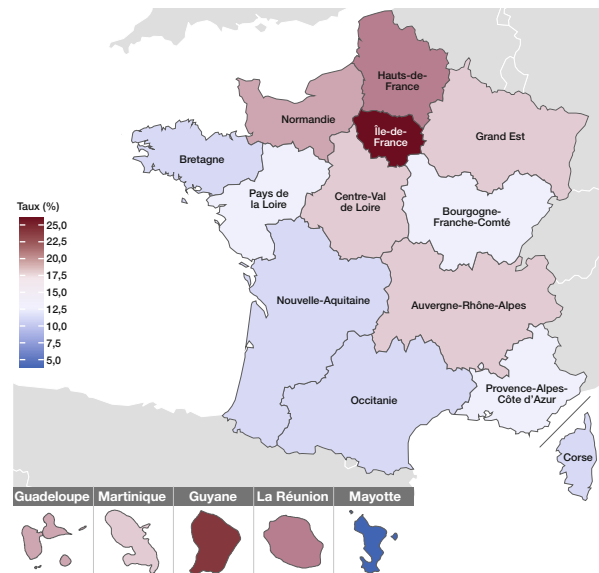 Hauts-de-
France
Normandie
Île-de-
France
Grand Est
Bretagne
Pays de
la Loire
Centre-Val
de Loire
Bourgogne-
Franche-Comté
Taux (%)
25,0
22,5
20,0
17,5
15,0
12,5
10,0
7,5
5,0
Nouvelle-Aquitaine
Auvergne-Rhône-Alpes
Occitanie
Provence-Alpes-
Côte d'Azur
Corse
Guadeloupe
Martinique
Guyane
La Réunion
Mayotte